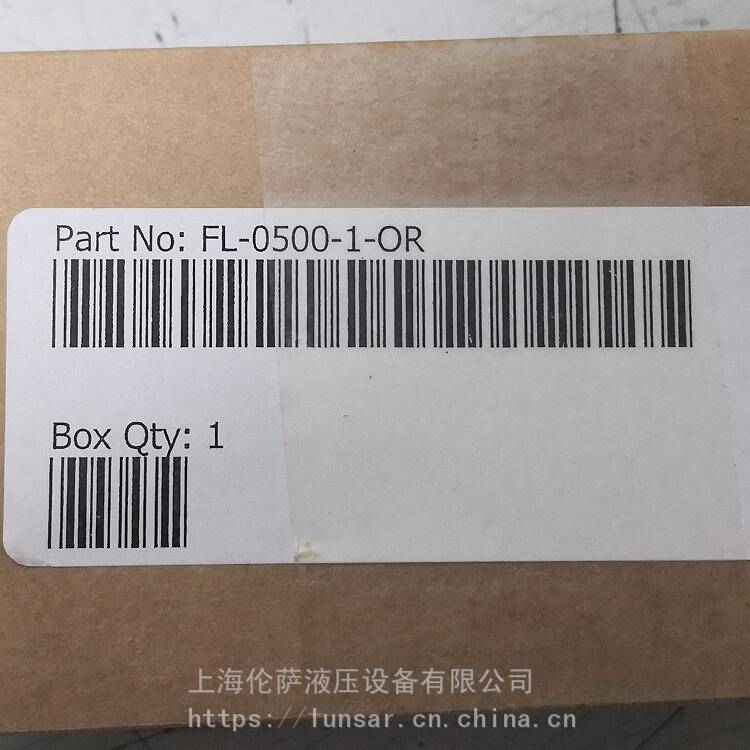 Part No: FL-0500-1-OR
Box Qty: 1
上海伦萨液压设备有限公司
https://lunsar.cn.china.cn